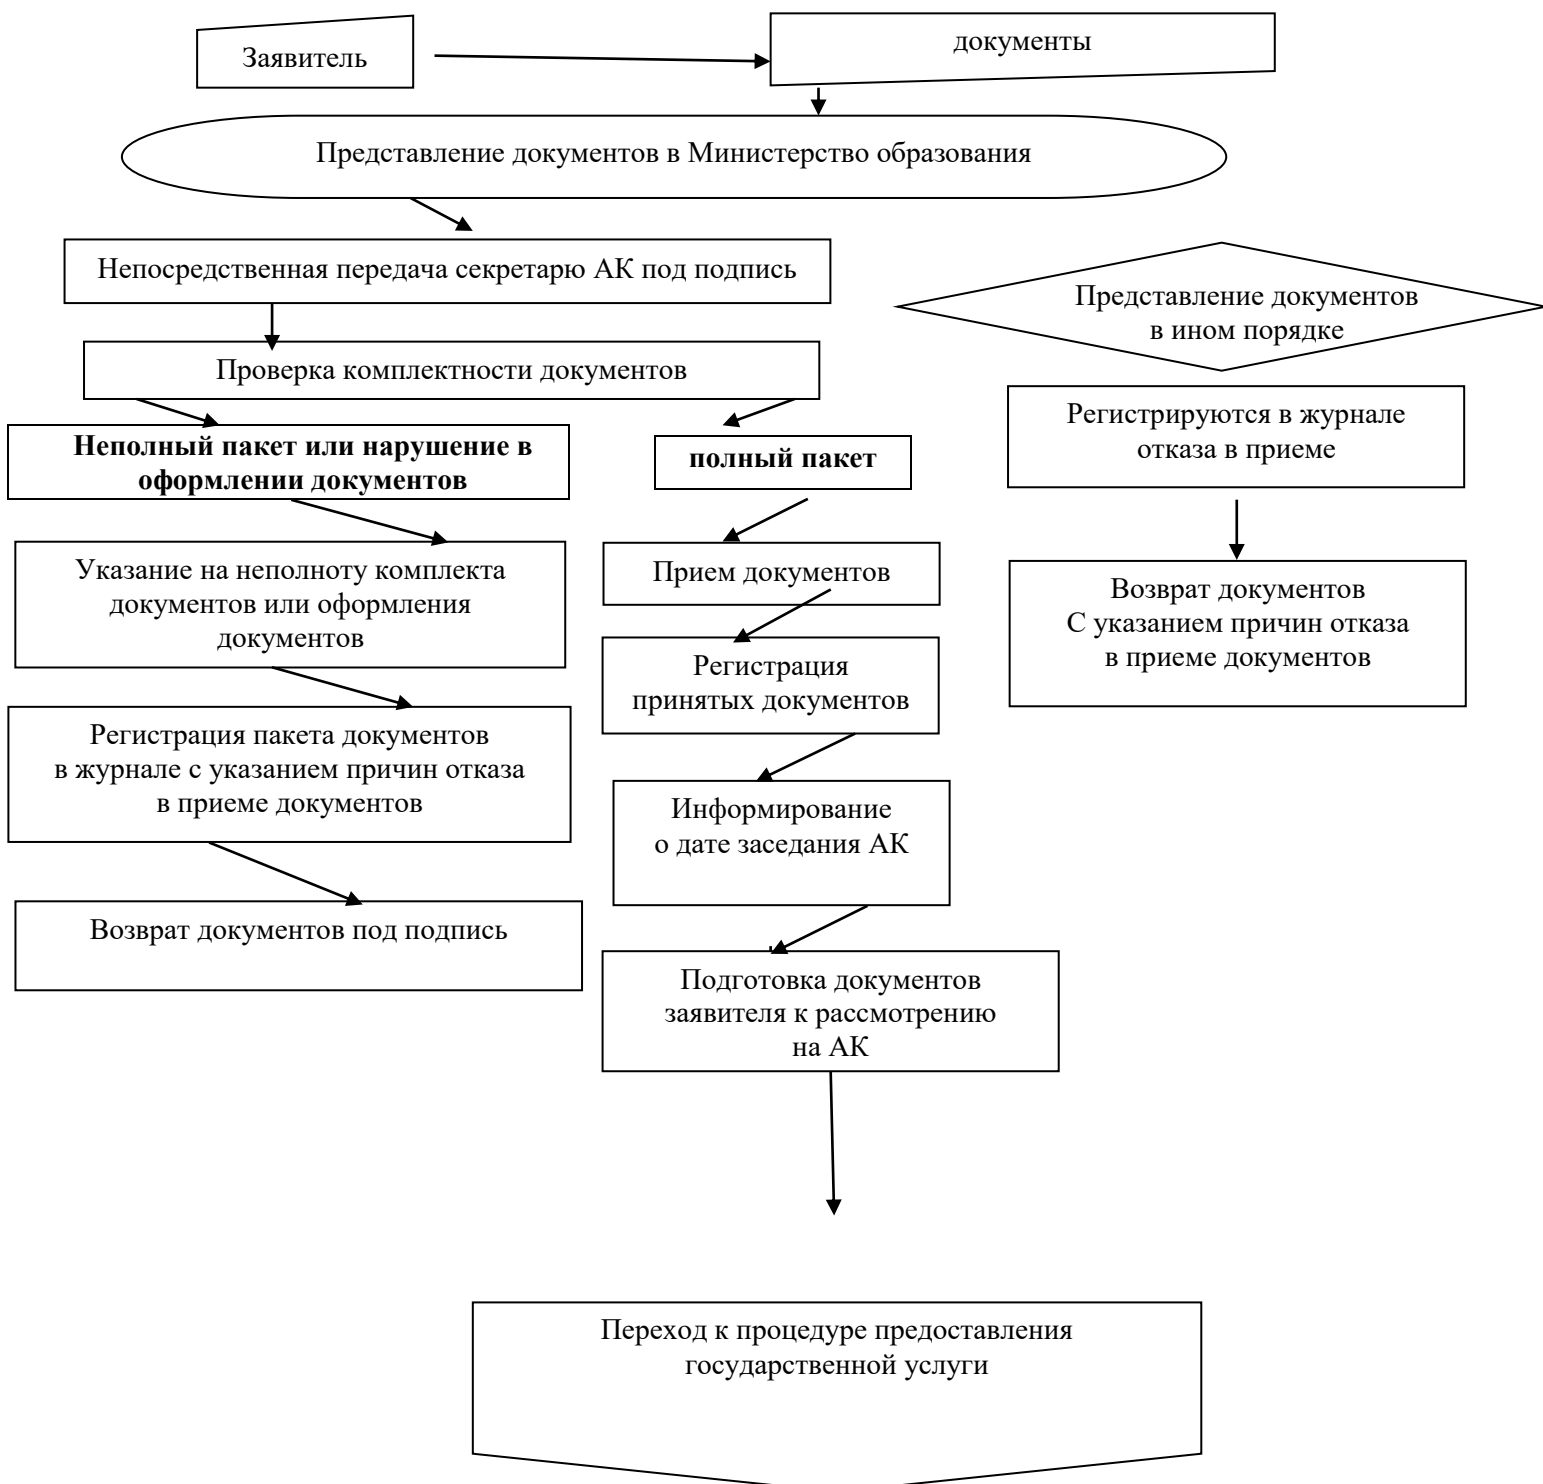 Заявитель
документы
Представление документов в Министерство образования
Непосредственная передача секретарю АК под подпись
Представление документов
в ином порядке
Проверка комплектности документов
Регистрируются в журнале
отказа в приеме
Неполный пакет или нарушение в
оформлении документов
полный пакет
Указание на неполноту комплекта
документов или оформления
документов
Прием документов
Возврат документов
С указанием причин отказа
в приеме документов
Регистрация
принятых документов
Регистрация пакета документов
в журнале с указанием причин отказа
в приеме документов
Информирование
о дате заседания АК
Возврат документов под подпись
Подготовка документов
заявителя к рассмотрению
на АК
Переход к процедуре предоставления
государственной услуги